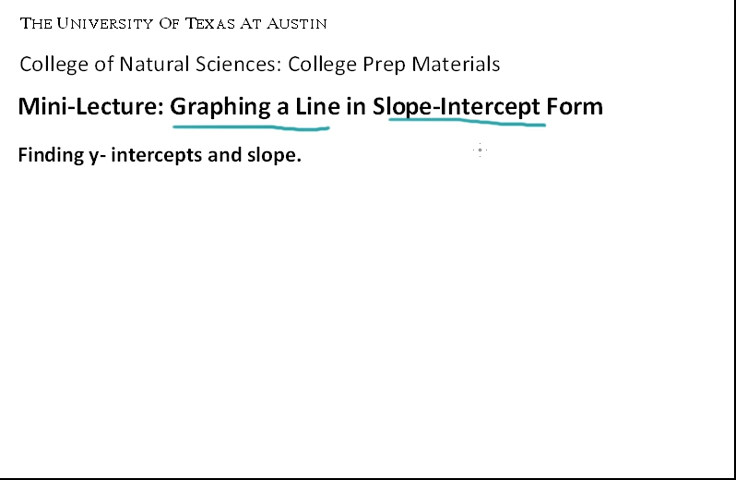 THE UNIVERSITY OF TEXAS AT AUSTIN
College of Natural Sciences: College Prep Materials
Mini-Lecture: Graphing a Line in Slope-Intercept Form
Finding y- intercepts and slope.